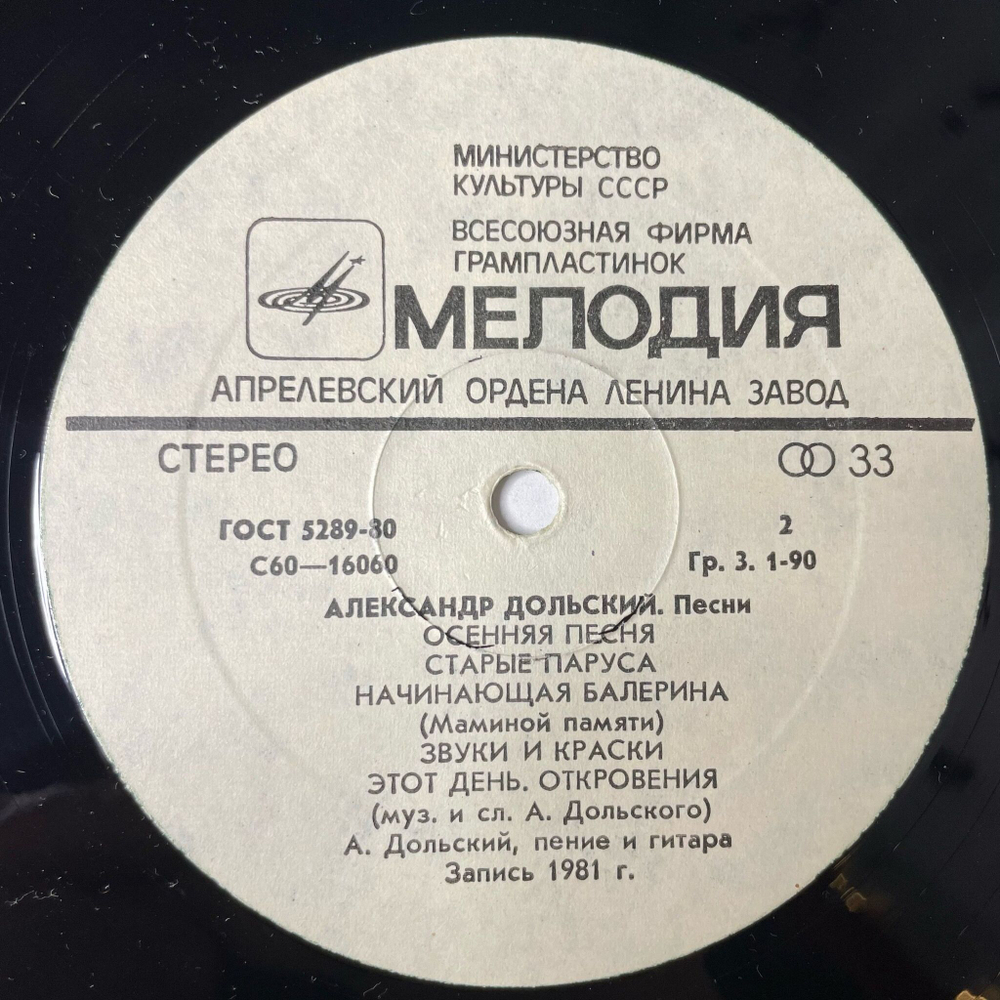 МИНИСТЕРСТВО
КУЛЬТУРЫ СССР
ВСЕСОЮЗНАЯ ФИРМА
ГРАМПЛАСТИНОК
МЕЛОДИЯ
АПРЕЛЕВСКИЙ ОРДЕНА ЛЕНИНА ЗАВОД
СТЕРЕО 33
ГОСТ 5289-80 2
С60—16060 Гр. 3. 1-90
АЛЕКСАНДР ДОЛЬСКИЙ. Песни
ОСЕННЯЯ ПЕСНЯ
СТАРЫЕ ПАРУСА
НАЧИНАЮЩАЯ БАЛЕРИНА
(Маминой памяти)
ЗВУКИ И КРАСКИ
ЭТОТ ДЕНЬ. ОТКРОВЕНИЯ
(муз. и сл. А. Дольского)
А. Дольский, пение и гитара
Запись 1981 г.